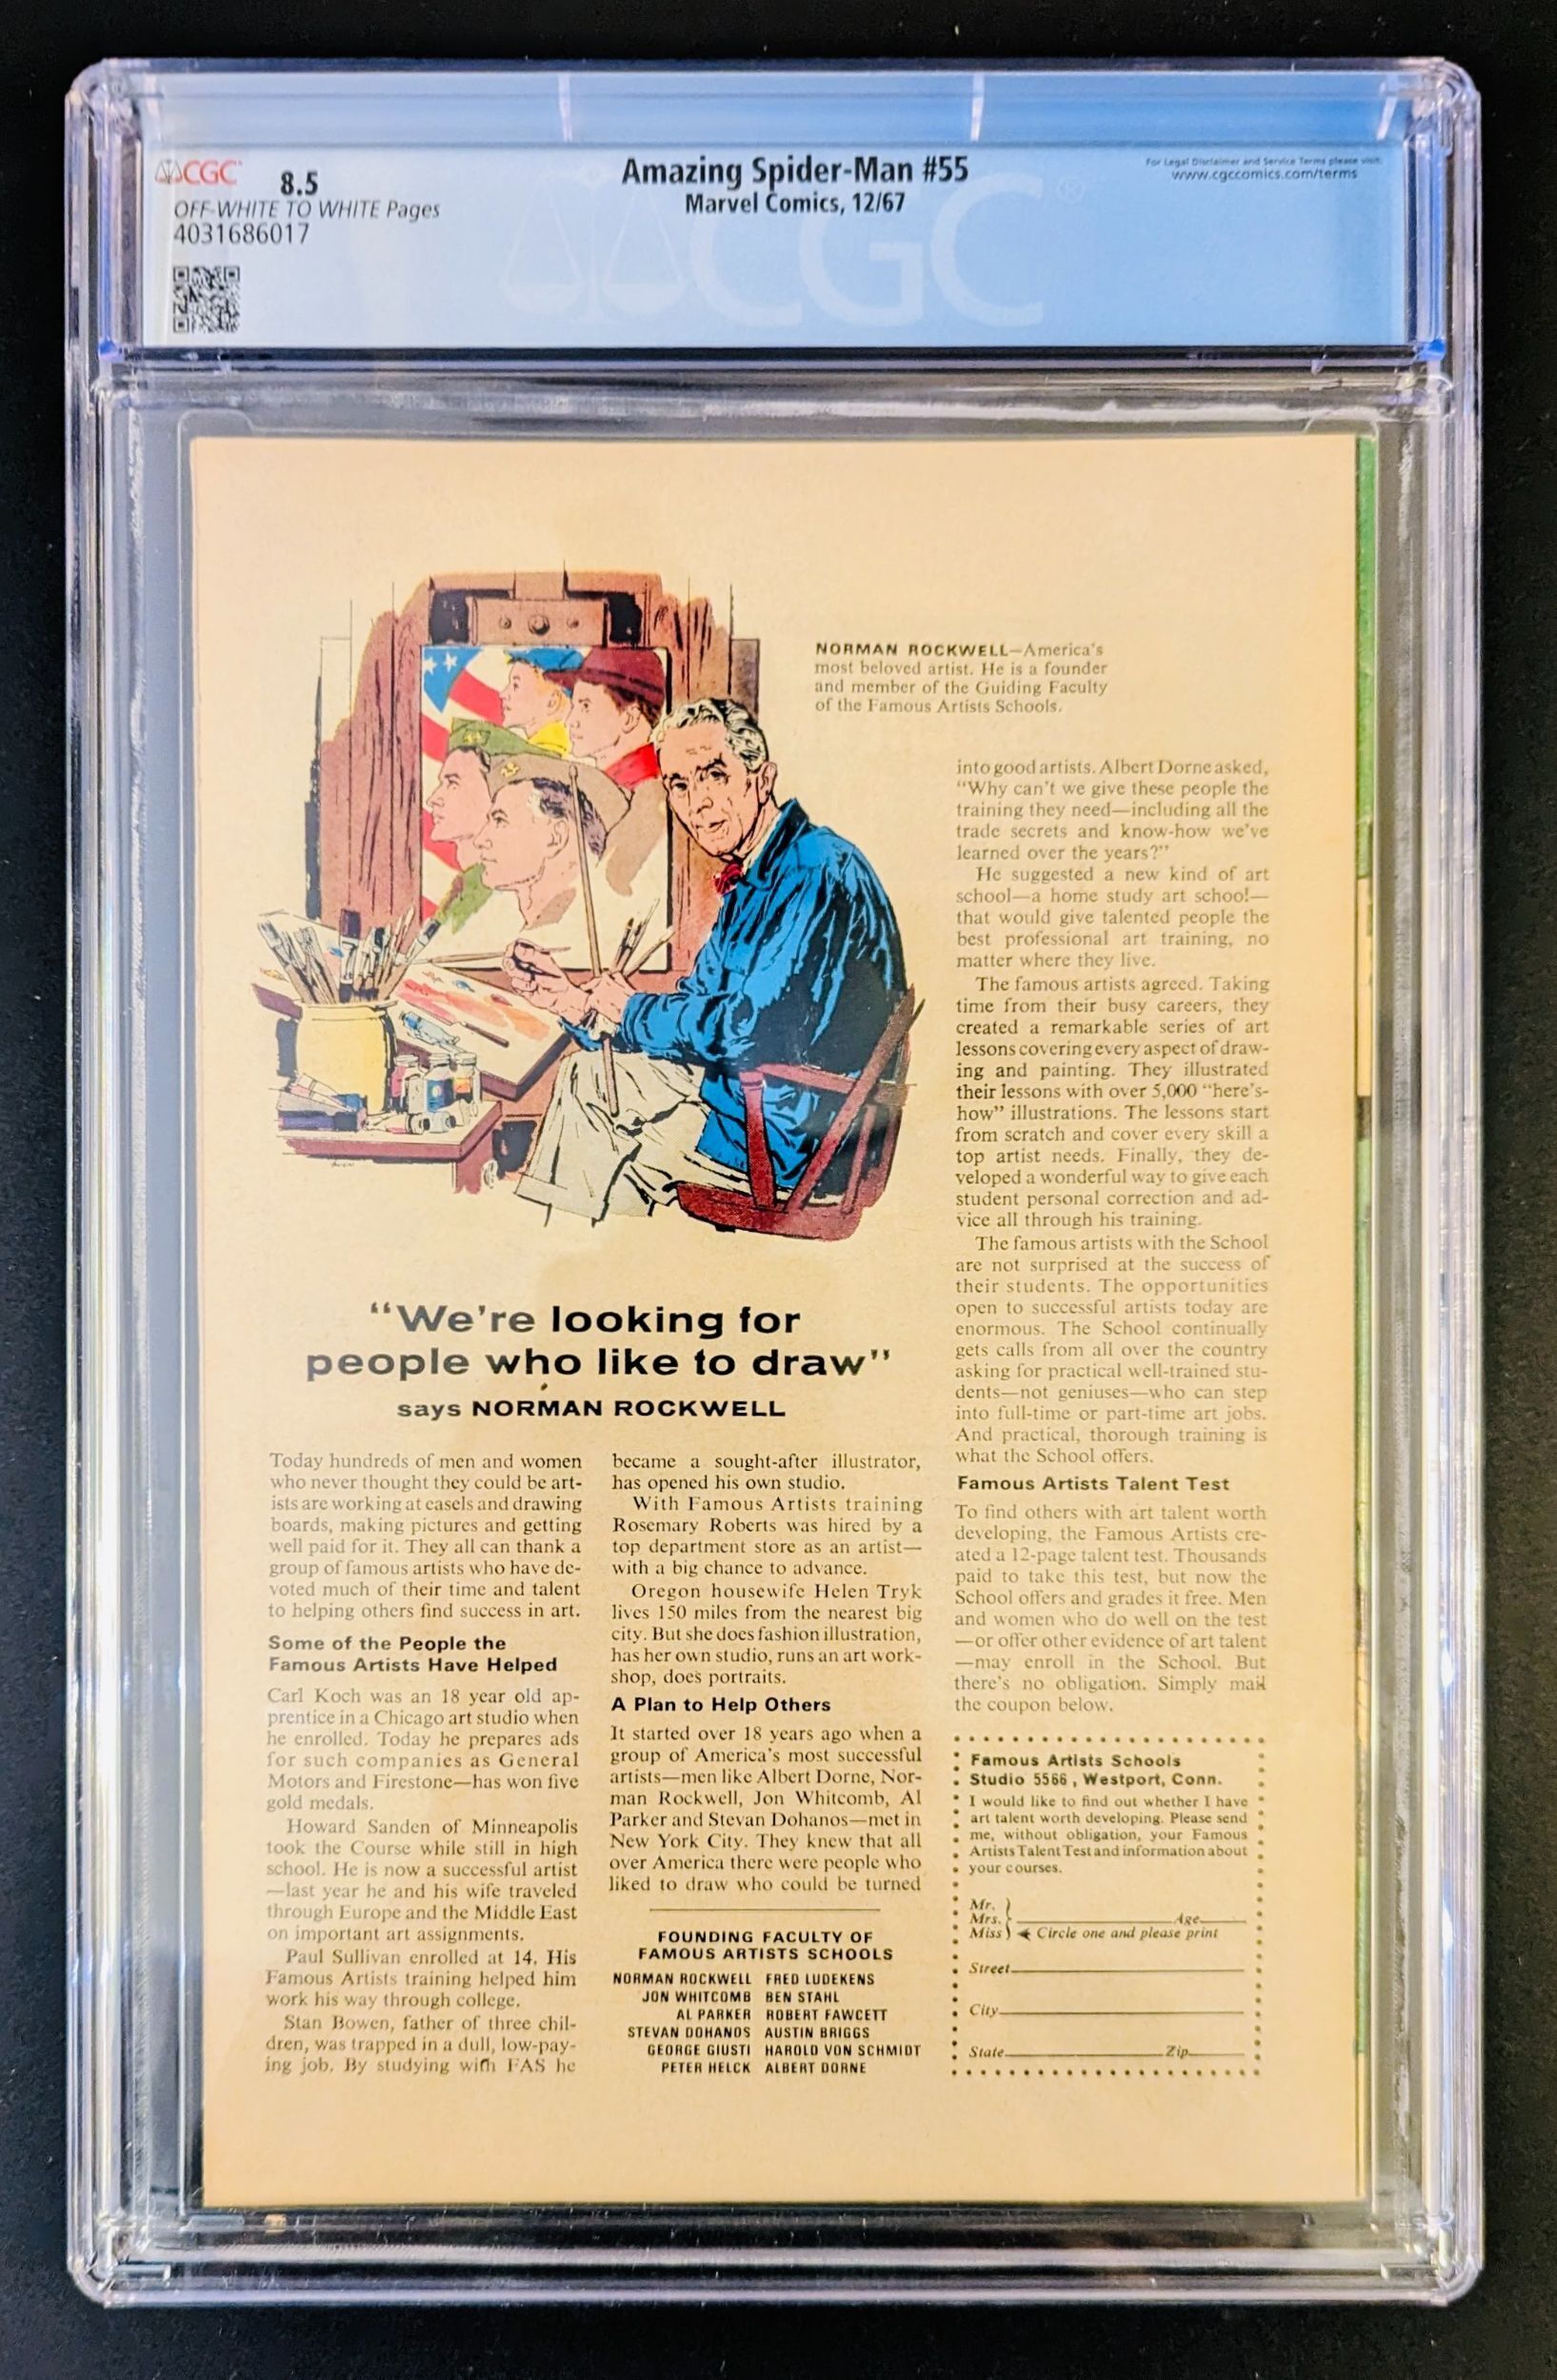 CGC
8.5
OFF-WHITE TO WHITE Pages
4031686017
Amazing Spider-Man #55
Marvel Comics, 12/67
For Legal Disclaimer and Service Terms please visit:
www.cgccomics.com/terms
CGC
NORMAN ROCKWELL—America's
most beloved artist. He is a founder
and member of the Guiding Faculty
of the Famous Artists Schools.
"We're looking for
people who like to draw"
says NORMAN ROCKWELL
Today hundreds of men and women
who never thought they could be art-
ists are working at easels and drawing
boards, making pictures and getting
well paid for it. They all can thank a
group of famous artists who have de-
voted much of their time and talent
to helping others find success in art.
Some of the People the
Famous Artists Have Helped
Carl Koch was an 18 year old ap-
prentice in a Chicago art studio when
he enrolled. Today he prepares ads
for such companies as General
Motors and Firestone—has won five
gold medals.
Howard Sanden of Minneapolis
took the Course while still in high
school. He is now a successful artist
—last year he and his wife traveled
through Europe and the Middle East
on important art assignments.
Paul Sullivan enrolled at 14. His
Famous Artists training helped him
work his way through college.
Stan Bowen, father of three chil-
dren, was trapped in a dull, low-pay-
ing job. By studying with FAS he
became a sought-after illustrator,
has opened his own studio.
With Famous Artists training
Rosemary Roberts was hired by a
top department store as an artist—
with a big chance to advance.
Oregon housewife Helen Tryk
lives 150 miles from the nearest big
city. But she does fashion illustration,
has her own studio, runs an art work-
shop, does portraits.
A Plan to Help Others
It started over 18 years ago when a
group of America's most successful
artists—men like Albert Dorne, Nor-
man Rockwell, Jon Whitcomb, Al
Parker and Stevan Dohanos—met in
New York City. They knew that all
over America there were people who
liked to draw who could be turned
FOUNDING FACULTY OF
FAMOUS ARTISTS SCHOOLS
NORMAN ROCKWELL FRED LUDEKENS
JON WHITCOMB BEN STAHL
AL PARKER ROBERT FAWCETT
STEVAN DOHANOS AUSTIN BRIGGS
GEORGE GIUSTI HAROLD VON SCHMIDT
PETER HELCK ALBERT DORNE
into good artists. Albert Dorne asked,
"Why can't we give these people the
training they need—including all the
trade secrets and know-how we've
learned over the years?"
He suggested a new kind of art
school—a home study art school—
that would give talented people the
best professional art training, no
matter where they live.
The famous artists agreed. Taking
time from their busy careers, they
created a remarkable series of art
lessons covering every aspect of draw-
ing and painting. They illustrated
their lessons with over 5,000 "here's-
how" illustrations. The lessons start
from scratch and cover every skill a
top artist needs. Finally, they de-
veloped a wonderful way to give each
student personal correction and ad-
vice all through his training.
The famous artists with the School
are not surprised at the success of
their students. The opportunities
open to successful artists today are
enormous. The School continually
gets calls from all over the country
asking for practical well-trained stu-
dents—not geniuses—who can step
into full-time or part-time art jobs.
And practical, thorough training is
what the School offers.
Famous Artists Talent Test
To find others with art talent worth
developing, the Famous Artists cre-
ated a 12-page talent test. Thousands
paid to take this test, but now the
School offers and grades it free. Men
and women who do well on the test
—or offer other evidence of art talent
—may enroll in the School. But
there's no obligation. Simply mail
the coupon below.
Famous Artists Schools
Studio 5566, Westport, Conn.
I would like to find out whether I have
art talent worth developing. Please send
me, without obligation, your Famous
Artists Talent Test and information about
your courses.
Mr.
Mrs. Age
Miss Circle one and please print
Street
City
State Zip